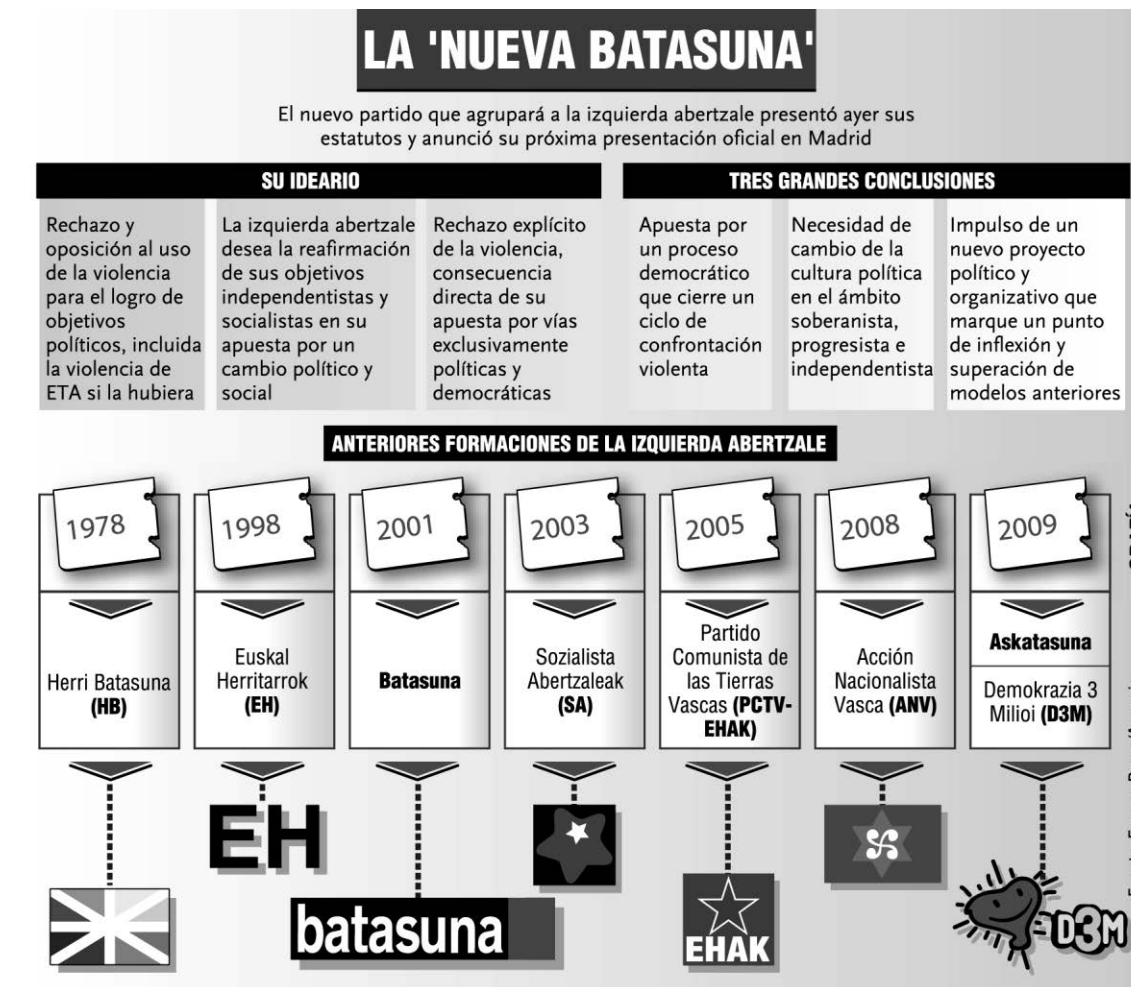 LA 'NUEVA BATASUNA'
El nuevo partido que agrupará a la izquierda abertzale presentó ayer sus
estatutos y anunció su próxima presentación oficial en Madrid
SU IDEARIO
Rechazo y
oposición al uso
de la violencia
para el logro de
objetivos
políticos, incluida
la violencia de
ETA si la hubiera
La izquierda abertzale
desea la reafirmación
de sus objetivos
independentistas y
socialistas en su
apuesta por un
cambio político y
social
Rechazo explícito
de la violencia,
consecuencia
directa de su
apuesta por vías
exclusivamente
políticas y
democráticas
TRES GRANDES CONCLUSIONES
Apuesta por
un proceso
democrático
que cierre un
ciclo de
confrontación
violenta
Necesidad de
cambio de la
cultura política
en el ámbito
soberanista,
progresista e
independentista
Impulso de un
nuevo proyecto
político y
organizativo que
marque un punto
de inflexión y
superación de
modelos anteriores
ANTERIORES FORMACIONES DE LA IZQUIERDA ABERTZALE
1978
Herri Batasuna
(HB)
1998
Euskal
Herritarrok
(EH)
EH
2001
Batasuna
batasuna
2003
Sozialista
Abertzaleak
(SA)
2005
Partido
Comunista de
las Tierras
Vascas (PCTV-
EHAK)
EHAK
2008
Acción
Nacionalista
Vasca (ANV)
2009
Askatasuna
Demokrazia 3
Milioi (D3M)
D3M